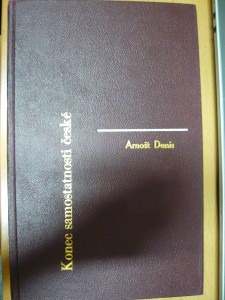 Arnošt Denis
Konec samostatnosti české